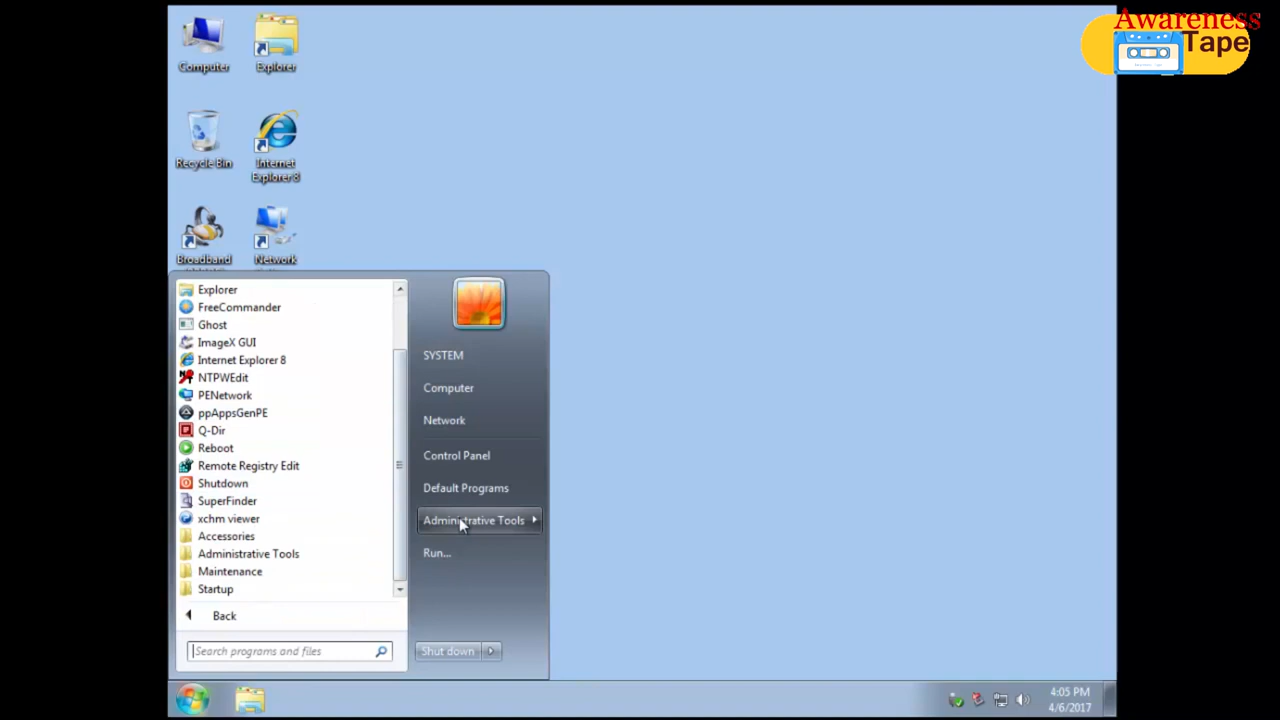 Awareness
Tape
Computer
Explorer
Recycle Bin
Internet
Explorer 8
Broadband
Network
Explorer
FreeCommander
Ghost
ImageX GUI
Internet Explorer 8
NTPWEdit
PENetwork
ppAppsGenPE
Q-Dir
Reboot
Remote Registry Edit
Shutdown
SuperFinder
xchm viewer
Accessories
Administrative Tools
Maintenance
Startup
Back
Search programs and files
SYSTEM
Computer
Network
Control Panel
Default Programs
Administrative Tools
Run...
Shut down
4:05 PM
4/6/2017